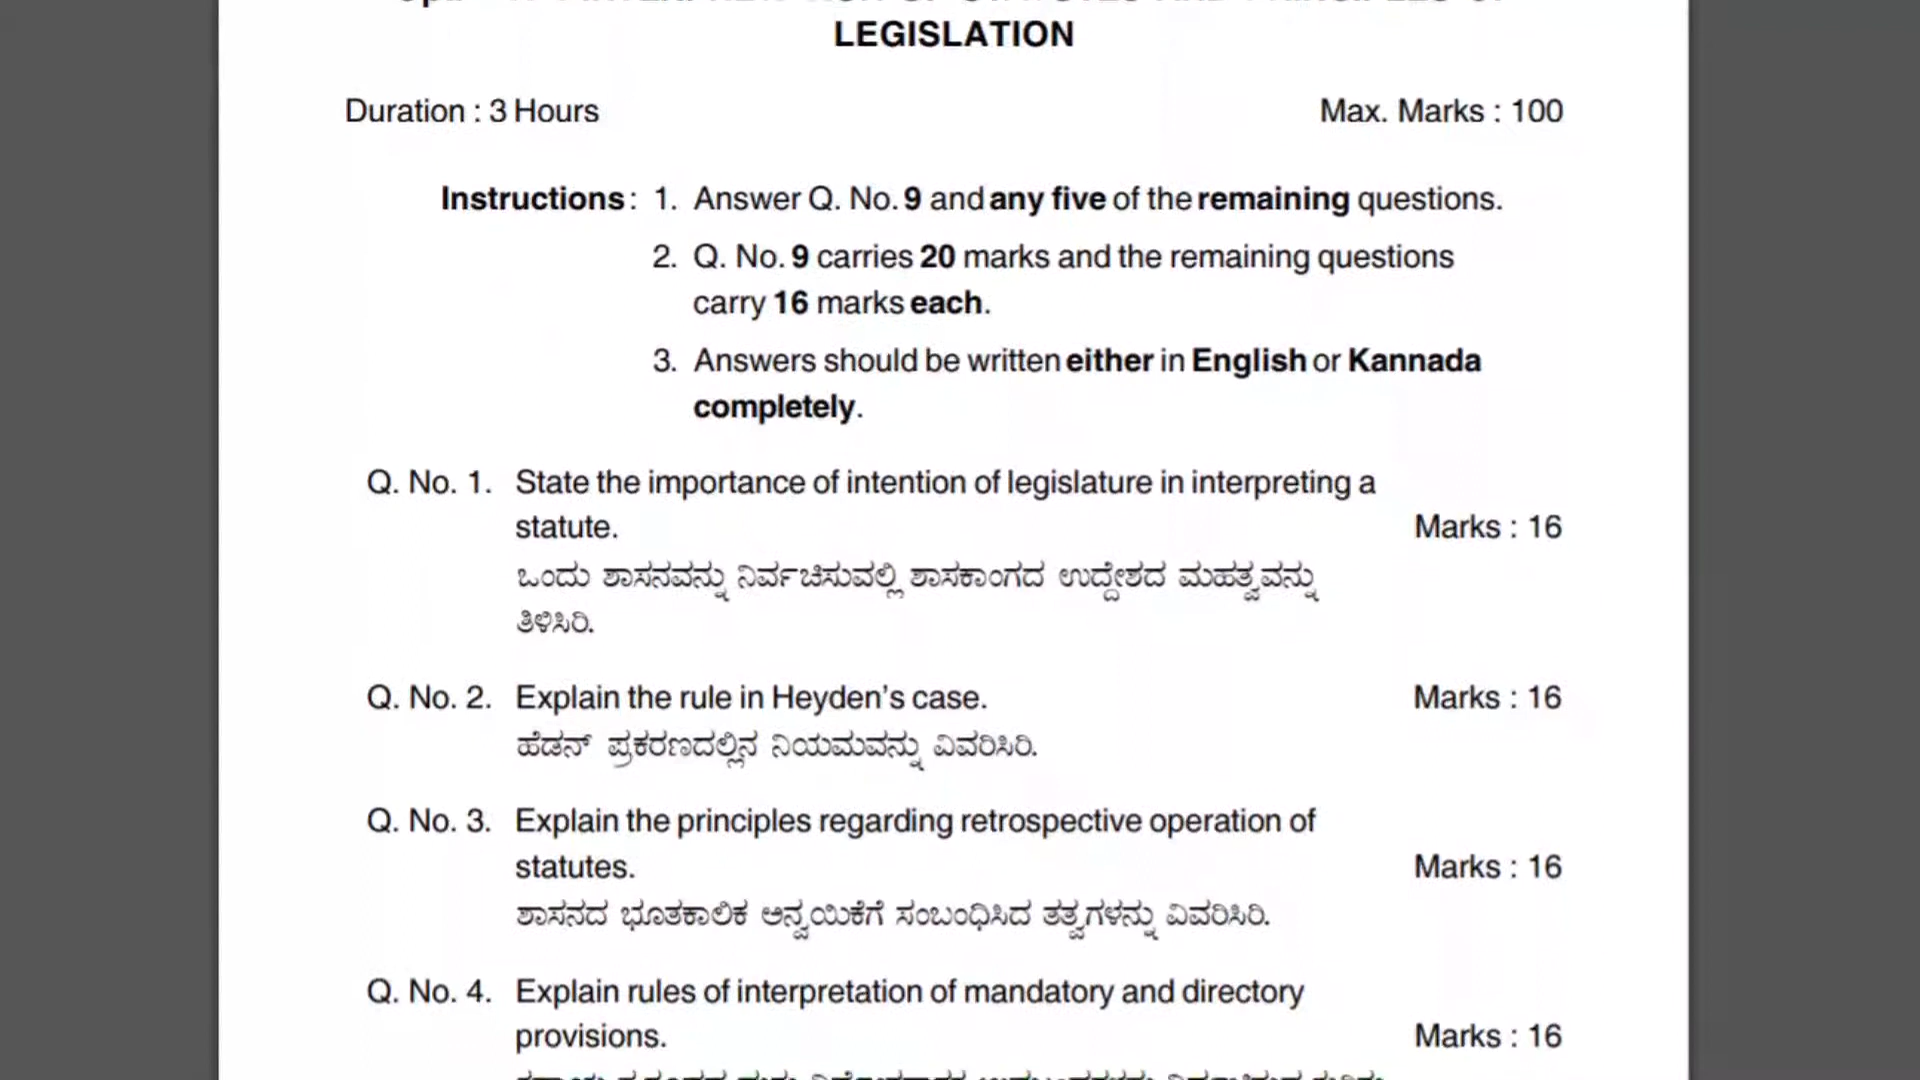 LEGISLATION
Duration : 3 Hours
Max. Marks : 100
Instructions : 1. Answer Q. No. 9 and any five of the remaining questions.
2. Q. No. 9 carries 20 marks and the remaining questions
carry 16 marks each.
3. Answers should be written either in English or Kannada
completely.
Q. No. 1. State the importance of intention of legislature in interpreting a
statute. Marks : 16
ಒಂದು ಶಾಸನವನ್ನು ನಿರ್ವಚಿಸುವಲ್ಲಿ ಶಾಸಕಾಂಗದ ಉದ್ದೇಶದ ಮಹತ್ವವನ್ನು
ತಿಳಿಸಿರಿ.
Q. No. 2. Explain the rule in Heyden’s case. Marks : 16
ಹೆಡನ್ ಪ್ರಕರಣದಲ್ಲಿನ ನಿಯಮವನ್ನು ವಿವರಿಸಿರಿ.
Q. No. 3. Explain the principles regarding retrospective operation of
statutes. Marks : 16
ಶಾಸನದ ಭೂತಕಾಲಿಕ ಅನ್ವಯಿಕೆಗೆ ಸಂಬಂಧಿಸಿದ ತತ್ವಗಳನ್ನು ವಿವರಿಸಿರಿ.
Q. No. 4. Explain rules of interpretation of mandatory and directory
provisions. Marks : 16